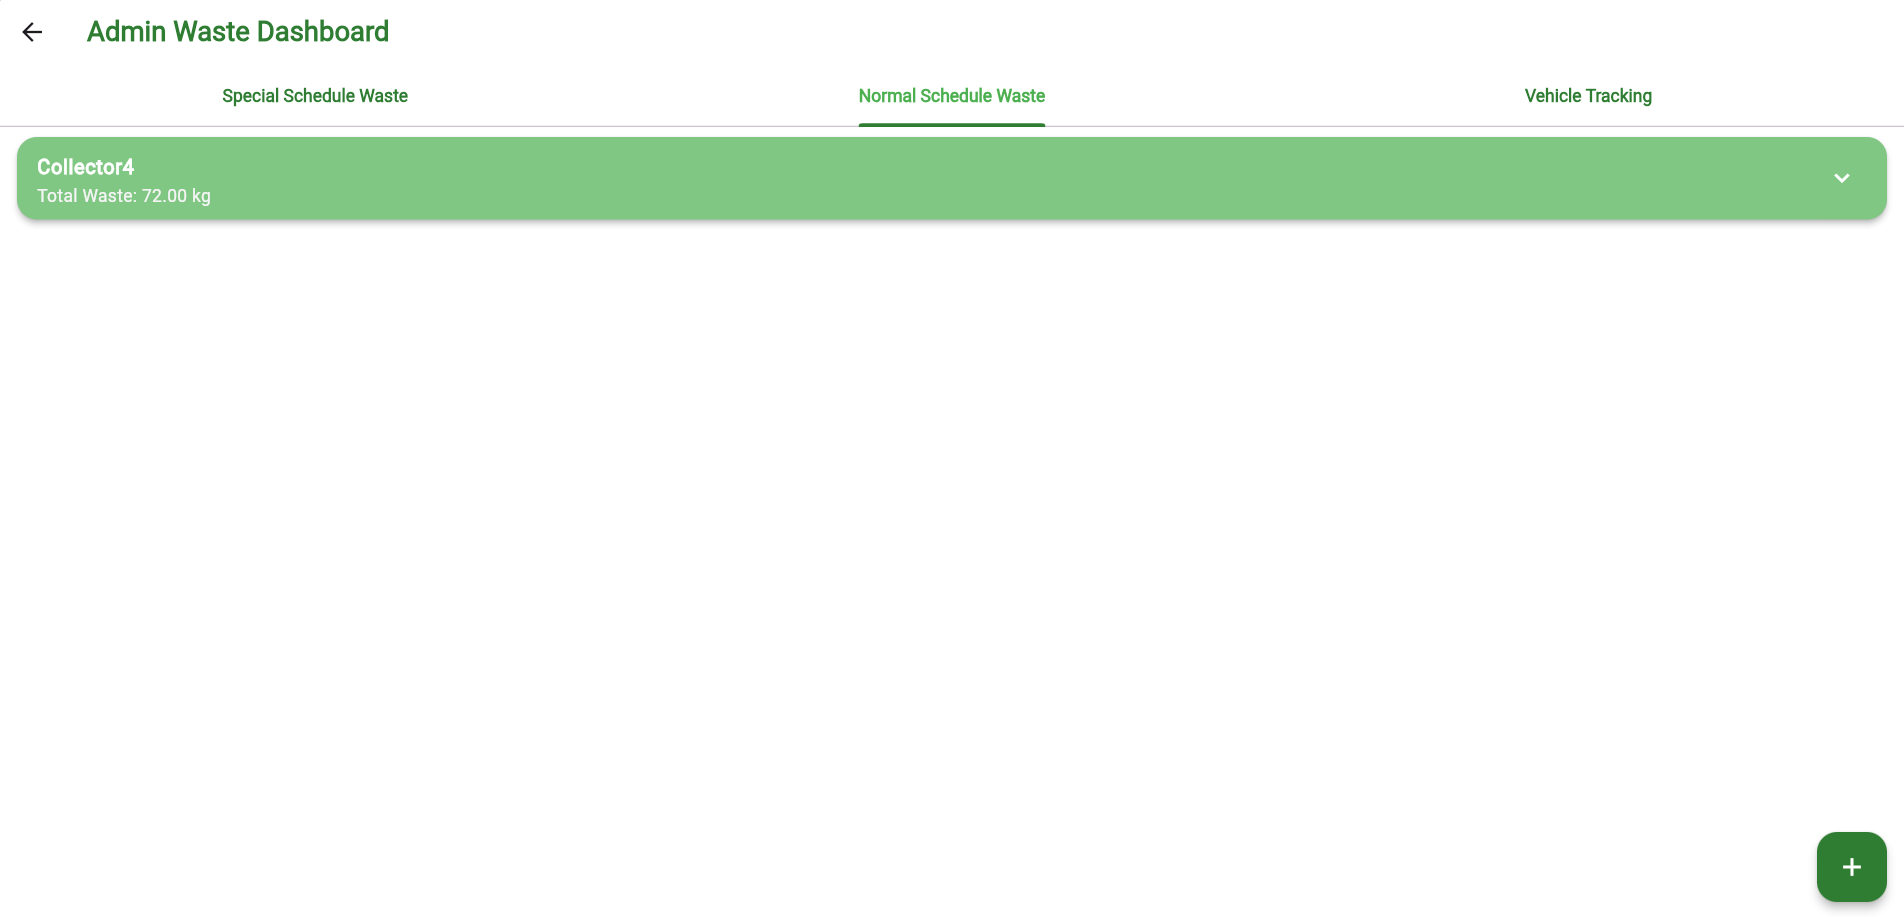 Admin Waste Dashboard
Special Schedule Waste
Normal Schedule Waste
Vehicle Tracking
Collector4
Total Waste: 72.00 kg